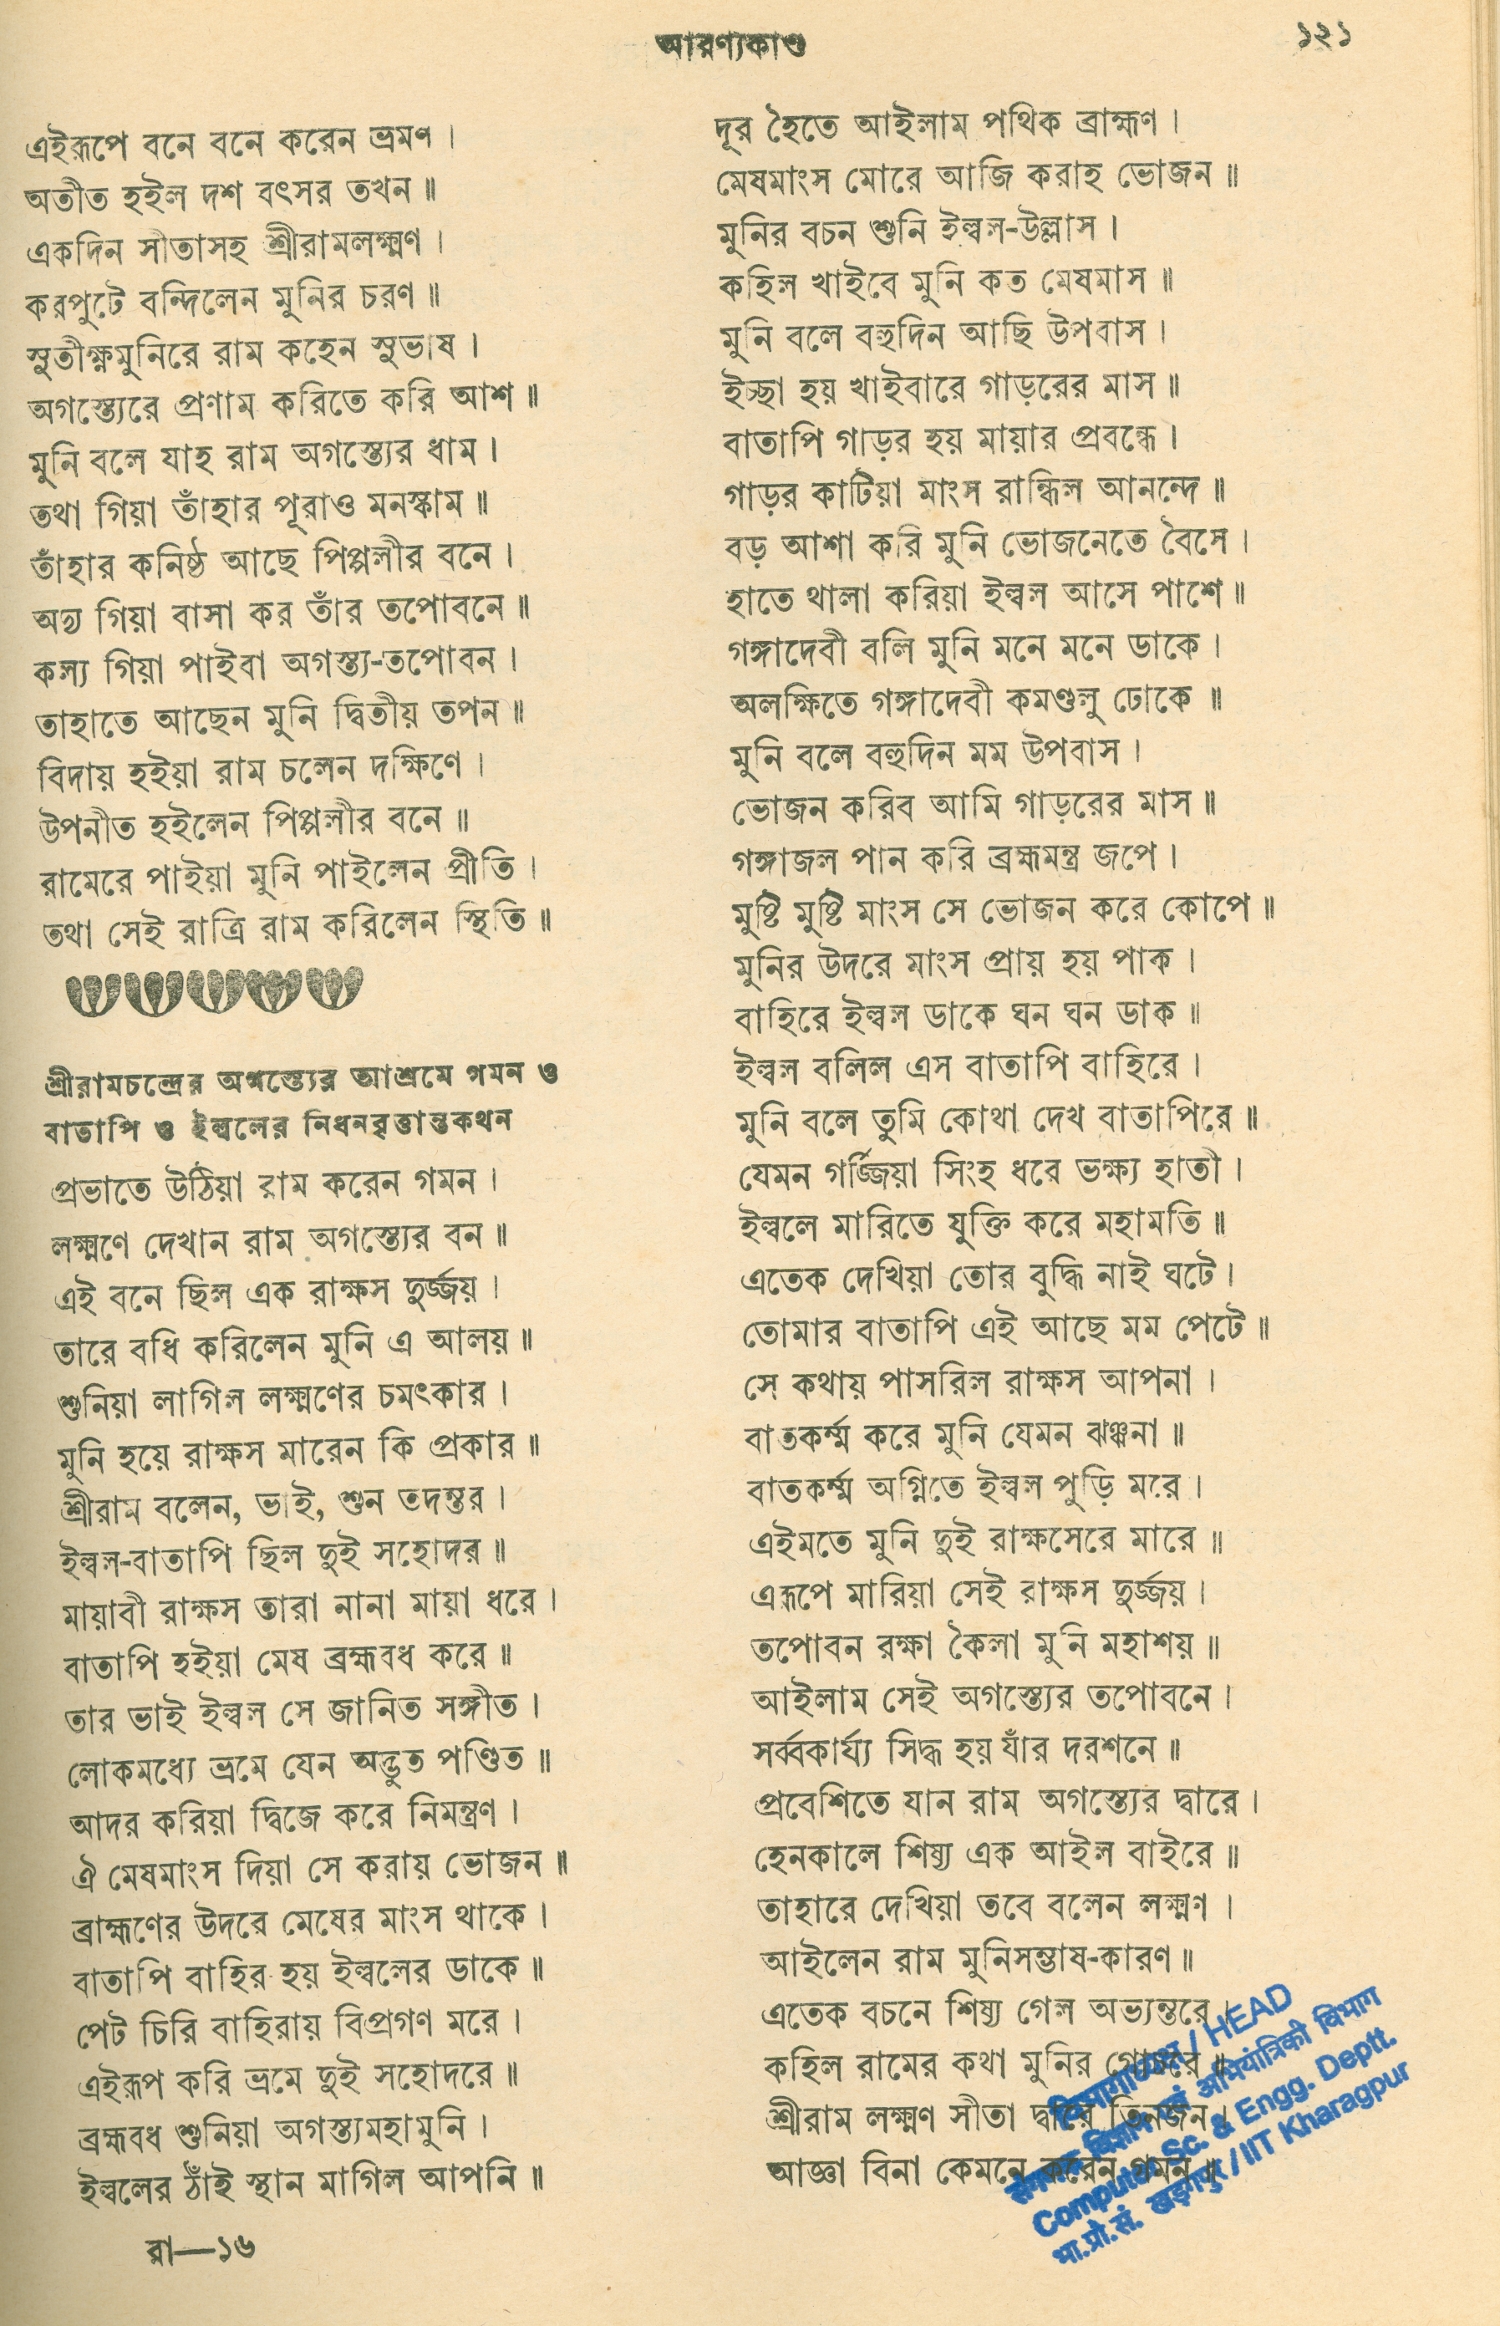 আরণ্যকাণ্ড
১২১
এইরূপে বনে বনে করেন ভ্রমণ ।
অতীত হইল দশ বৎসর তখন ॥
একদিন সীতাসহ শ্রীরামলক্ষ্মণ ।
করপুটে বন্দিলেন মুনির চরণ ॥
সুতীক্ষ্ণমুনিরে রাম কহেন সুভাষ ।
অগস্ত্যেরে প্রণাম করিতে করি আশ ॥
মুনি বলে যাহ রাম অগস্ত্যের ধাম ।
তথা গিয়া তাঁহার পূরাও মনস্কাম ॥
তাঁহার কনিষ্ঠ আছে পিপ্পলীর বনে ।
অদ্য গিয়া বাসা কর তাঁর তপোবনে ॥
কল্য গিয়া পাইবা অগস্ত্য-তপোবন ।
তাহাতে আছেন মুনি দ্বিতীয় তপন ॥
বিদায় হইয়া রাম চলেন দক্ষিণে ।
উপনীত হইলেন পিপ্পলীর বনে ॥
রামেরে পাইয়া মুনি পাইলেন প্রীতি ।
তথা সেই রাত্রি রাম করিলেন স্থিতি ॥
শ্রীরামচন্দ্রের অগস্ত্যের আশ্রমে গমন ও
বাতাপি ও ইল্বলের নিধনবৃত্তান্তকথন
প্রভাতে উঠিয়া রাম করেন গমন ।
লক্ষ্মণে দেখান রাম অগস্ত্যের বন ॥
এই বনে ছিল এক রাক্ষস দুর্জ্জয় ।
তারে বধি করিলেন মুনি এ আলয় ॥
শুনিয়া লাগিল লক্ষ্মণের চমৎকার ।
মুনি হয়ে রাক্ষস মারেন কি প্রকার ॥
শ্রীরাম বলেন, ভাই, শুন তদন্তর ।
ইল্বল-বাতাপি ছিল দুই সহোদর ॥
মায়াবী রাক্ষস তারা নানা মায়া ধরে ।
বাতাপি হইয়া মেষ ব্রহ্মবধ করে ॥
তার ভাই ইল্বল সে জানিত সঙ্গীত ।
লোকমধ্যে ভ্রমে যেন অদ্ভুত পণ্ডিত ॥
আদর করিয়া দ্বিজে করে নিমন্ত্রণ ।
ঐ মেষমাংস দিয়া সে করায় ভোজন ॥
ব্রাহ্মণের উদরে মেষের মাংস থাকে ।
বাতাপি বাহির হয় ইল্বলের ডাকে ॥
পেট চিরি বাহিরায় বিপ্রগণ মরে ।
এইরূপ করি ভ্রমে দুই সহোদরে ॥
ব্রহ্মবধ শুনিয়া অগস্ত্যমহামুনি ।
ইল্বলের ঠাঁই স্থান মাগিল আপনি ॥
রা—১৬
দূর হৈতে আইলাম পথিক ব্রাহ্মণ ।
মেষমাংস মোরে আজি করাহ ভোজন ॥
মুনির বচন শুনি ইল্বল-উল্লাস ।
কহিল খাইবে মুনি কত মেষমাস ॥
মুনি বলে বহুদিন আছি উপবাস ।
ইচ্ছা হয় খাইবারে গাড়রের মাস ॥
বাতাপি গাড়র হয় মায়ার প্রবন্ধে ।
গাড়র কাটিয়া মাংস রান্ধিল আনন্দে ॥
বড় আশা করি মুনি ভোজনেতে বৈসে ।
হাতে থালা করিয়া ইল্বল আসে পাশে ॥
গঙ্গাদেবী বলি মুনি মনে মনে ডাকে ।
অলক্ষিতে গঙ্গাদেবী কমণ্ডলু ঢোকে ॥
মুনি বলে বহুদিন মম উপবাস ।
ভোজন করিব আমি গাড়রের মাস ॥
গঙ্গাজল পান করি ব্রহ্মমন্ত্র জপে ।
মুষ্টি মুষ্টি মাংস সে ভোজন করে কোপে ॥
মুনির উদরে মাংস প্রায় হয় পাক ।
বাহিরে ইল্বল ডাকে ঘন ঘন ডাক ॥
ইল্বল বলিল এস বাতাপি বাহিরে ।
মুনি বলে তুমি কোথা দেখ বাতাপিরে ॥
যেমন গর্জ্জিয়া সিংহ ধরে ভক্ষ্য হাতী ।
ইল্বলে মারিতে যুক্তি করে মহামতি ॥
এতেক দেখিয়া তোর বুদ্ধি নাই ঘটে ।
তোমার বাতাপি এই আছে মম পেটে ॥
সে কথায় পাসরিল রাক্ষস আপনা ।
বাতকর্ম্ম করে মুনি যেমন ঝঞ্ঝনা ॥
বাতকর্ম্ম অগ্নিতে ইল্বল পুড়ি মরে ।
এইমতে মুনি দুই রাক্ষসেরে মারে ॥
এরূপে মারিয়া সেই রাক্ষস দুর্জ্জয় ।
তপোবন রক্ষা কৈলা মুনি মহাশয় ॥
আইলাম সেই অগস্ত্যের তপোবনে ।
সর্ব্বকার্য্য সিদ্ধ হয় যাঁর দরশনে ॥
প্রবেশিতে যান রাম অগস্ত্যের দ্বারে ।
হেনকালে শিষ্য এক আইল বাইরে ॥
তাহারে দেখিয়া তবে বলেন লক্ষ্মণ ।
আইলেন রাম মুনিসম্ভাষ-কারণ ॥
এতেক বচনে শিষ্য গেল অভ্যন্তরে ।
কহিল রামের কথা মুনির গোচরে ॥
শ্রীরাম লক্ষ্মণ সীতা দ্বারে তিনজন ।
আজ্ঞা বিনা কেমনে করেন গমন ॥
/ HEAD
अभियांत्रिकी विभाग
Computer Sc. & Engg. Deptt.
भा.प्रौ.सं. खड़गपुर / IIT Kharagpur